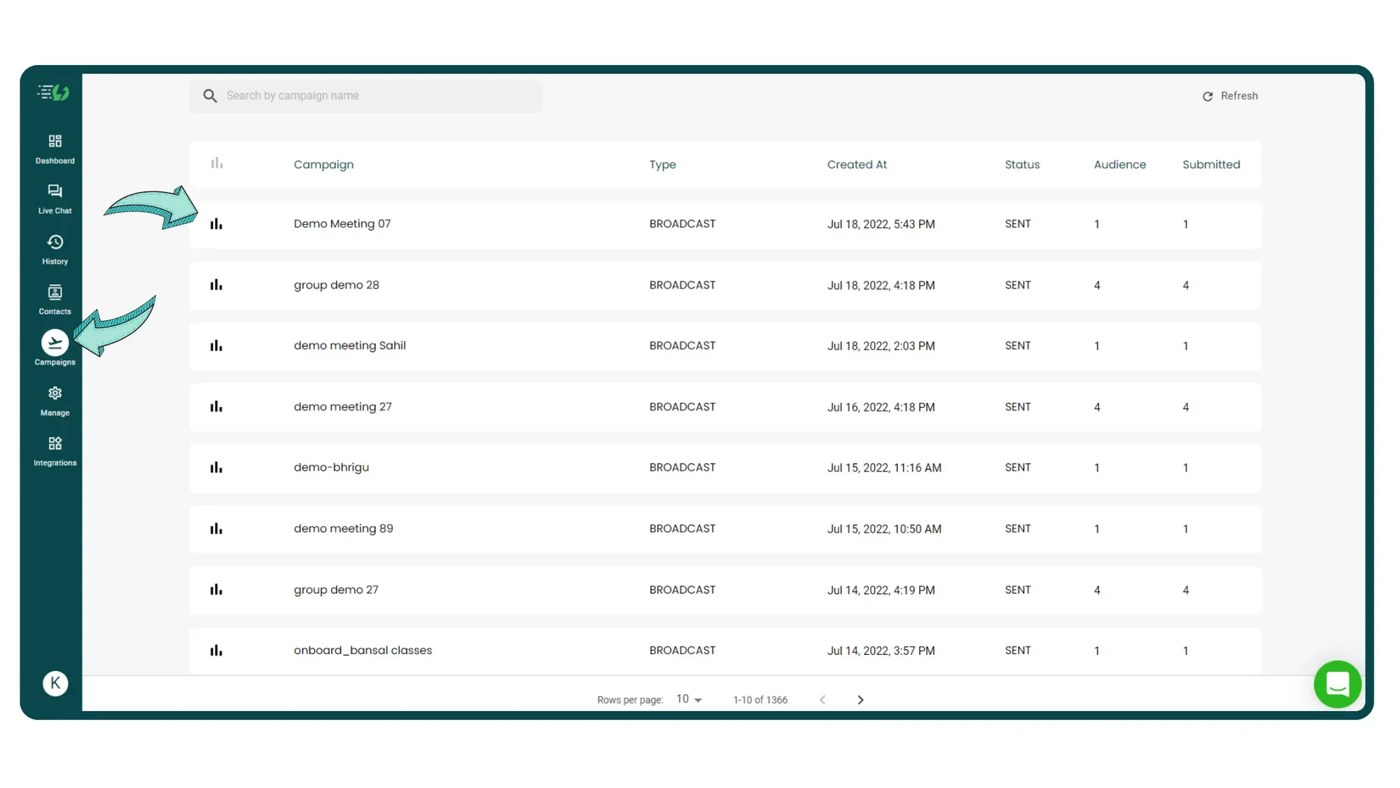 Search by campaign name
Refresh
Dashboard
Live Chat
History
Contacts
Campaigns
Manage
Integrations
K
Campaign Type Created At Status Audience Submitted
Demo Meeting 07 BROADCAST Jul 18, 2022, 5:43 PM SENT 1 1
group demo 28 BROADCAST Jul 18, 2022, 4:18 PM SENT 4 4
demo meeting Sahil BROADCAST Jul 18, 2022, 2:03 PM SENT 1 1
demo meeting 27 BROADCAST Jul 16, 2022, 4:18 PM SENT 4 4
demo-bhrigu BROADCAST Jul 15, 2022, 11:16 AM SENT 1 1
demo meeting 89 BROADCAST Jul 15, 2022, 10:50 AM SENT 1 1
group demo 27 BROADCAST Jul 14, 2022, 4:19 PM SENT 4 4
onboard_bansal classes BROADCAST Jul 14, 2022, 3:57 PM SENT 1 1
Rows per page: 10 1-10 of 1366